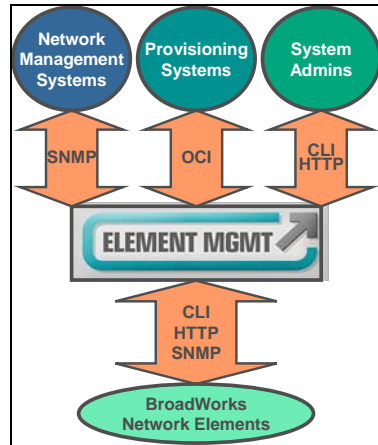 Network
Management
Systems
Provisioning
Systems
System
Admins
SNMP
OCI
CLI
HTTP
ELEMENT MGMT
CLI
HTTP
SNMP
BroadWorks
Network Elements